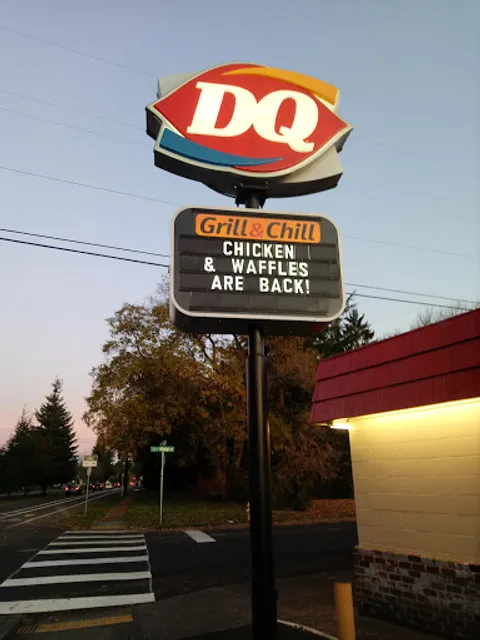 DQ
Grill & Chill
CHICKEN
& WAFFLES
ARE BACK!